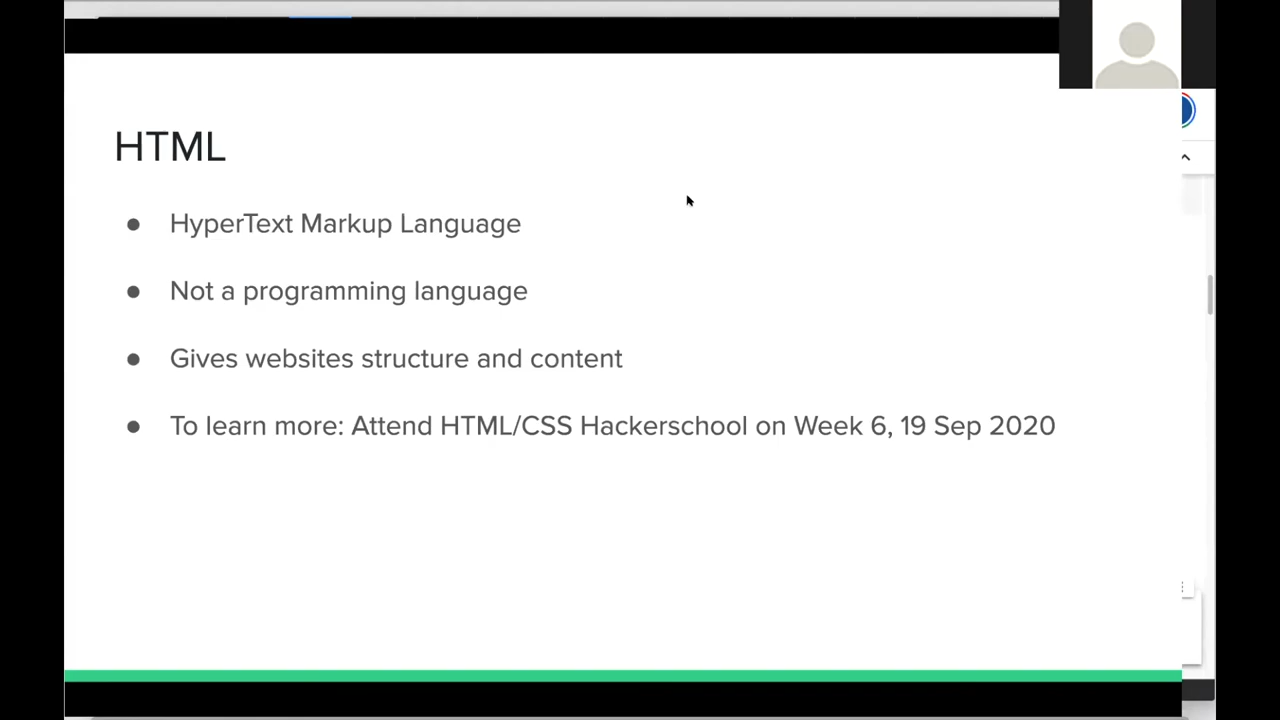 HTML
● HyperText Markup Language
● Not a programming language
● Gives websites structure and content
● To learn more: Attend HTML/CSS Hackerschool on Week 6, 19 Sep 2020